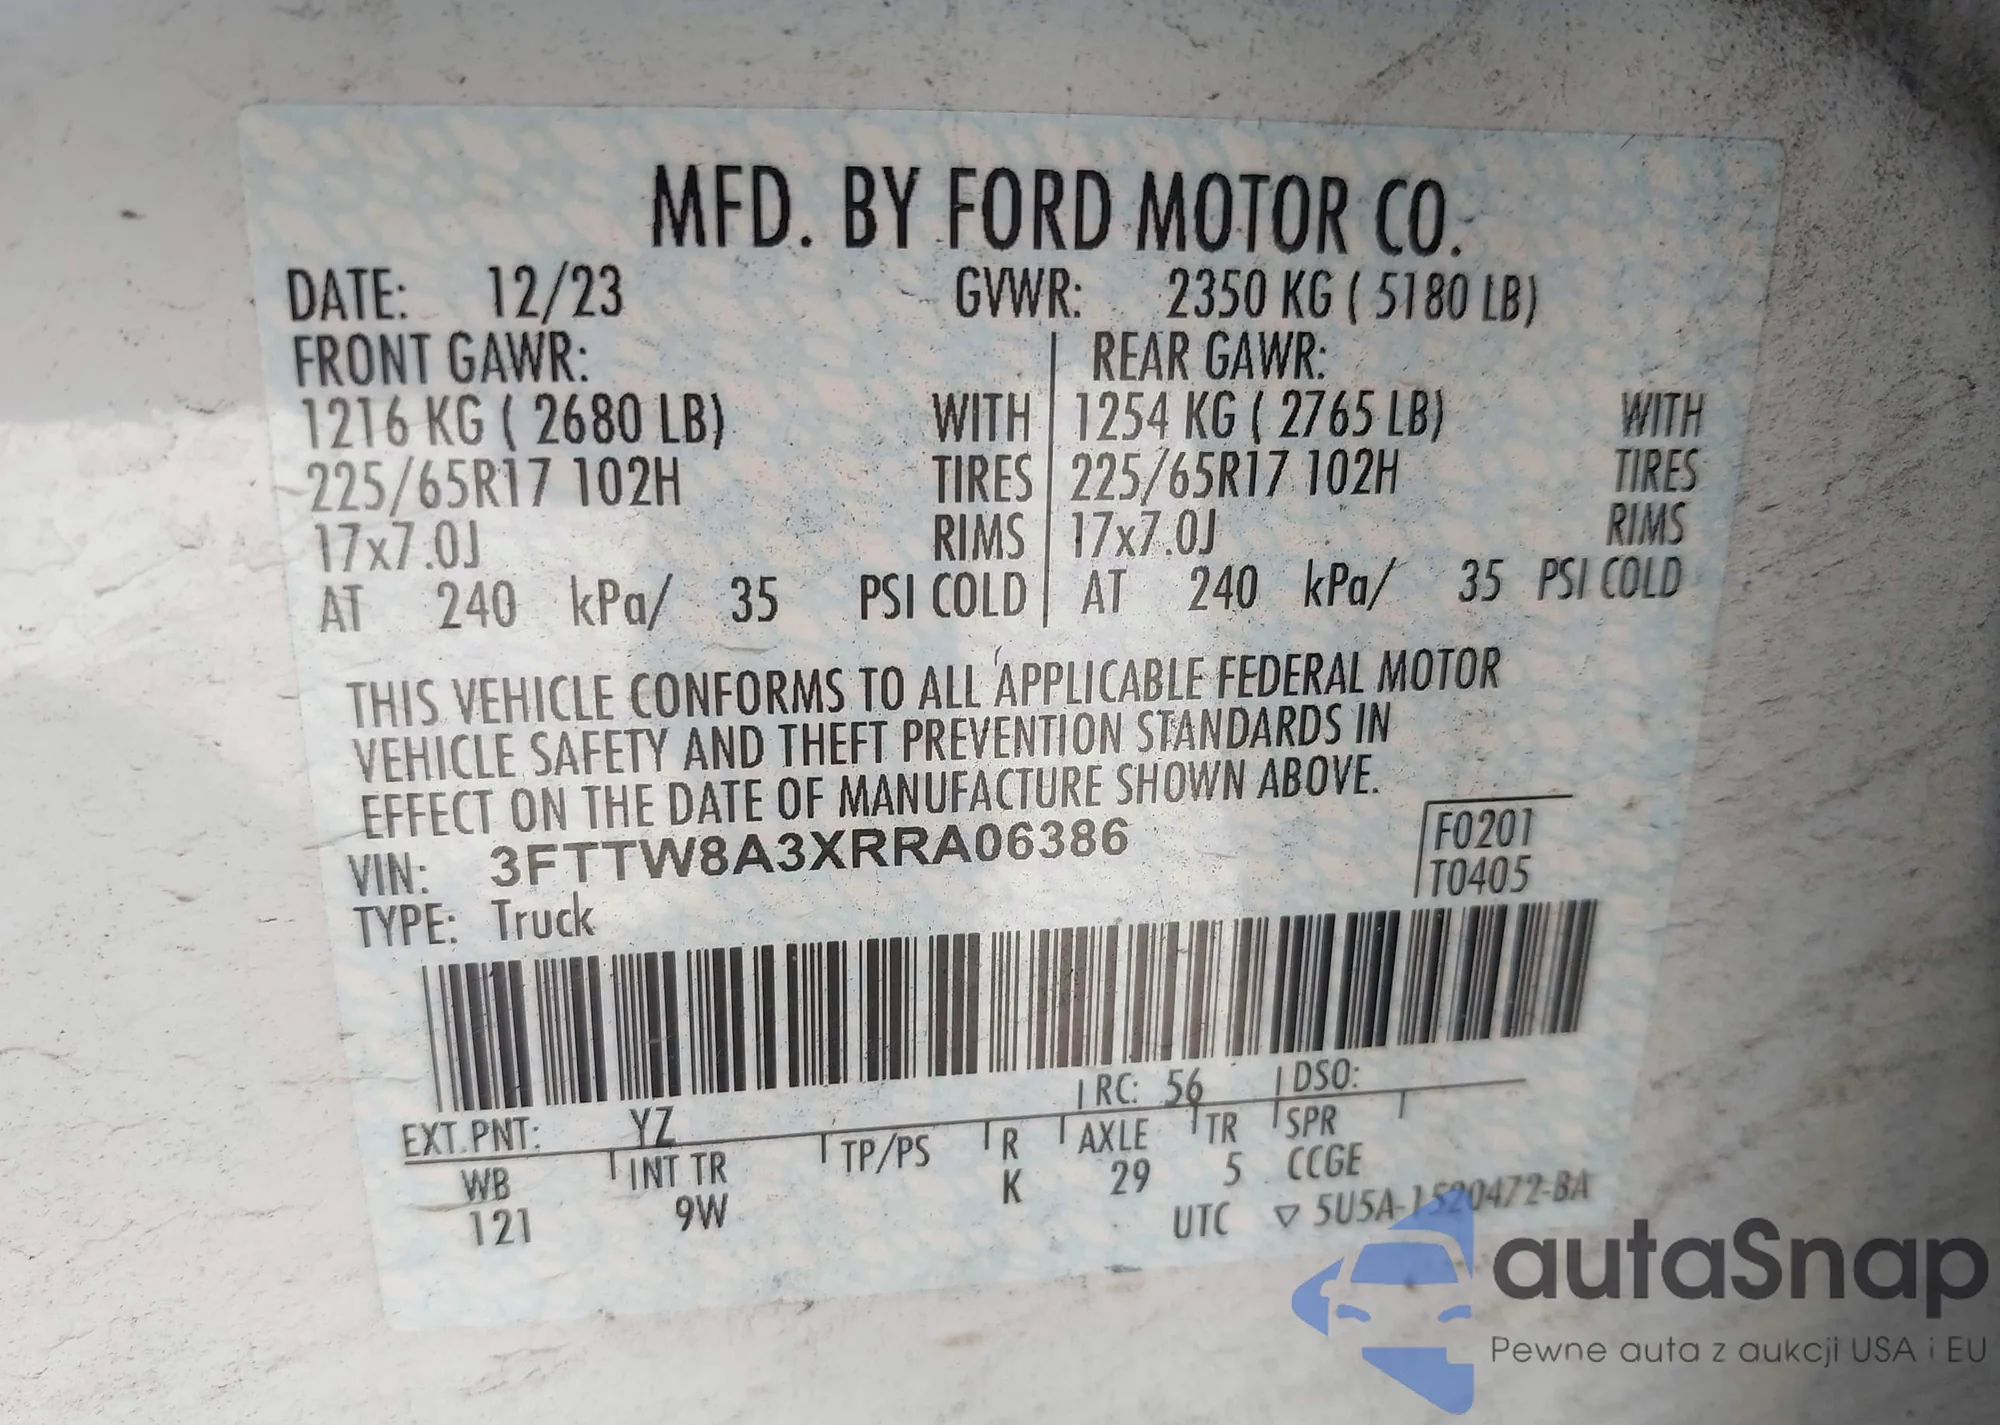 MFD. BY FORD MOTOR CO.
DATE: 12/23 GVWR: 2350 KG ( 5180 LB)
FRONT GAWR: REAR GAWR:
1216 KG ( 2680 LB) WITH 1254 KG ( 2765 LB) WITH
225/65R17 102H TIRES 225/65R17 102H TIRES
17x7.0J RIMS 17x7.0J RIMS
AT 240 kPa/ 35 PSI COLD AT 240 kPa/ 35 PSI COLD
THIS VEHICLE CONFORMS TO ALL APPLICABLE FEDERAL MOTOR
VEHICLE SAFETY AND THEFT PREVENTION STANDARDS IN
EFFECT ON THE DATE OF MANUFACTURE SHOWN ABOVE.
VIN: 3FTTW8A3XRRA06386 F0201
TYPE: Truck T0405
RC: 56 DSO:
EXT.PNT: YZ
WB INT TR TP/PS R AXLE TR SPR
121 9W K 29 5 CCGE
UTC ▽ 5U5A-1520472-BA
autaSnap
Pewne auta z aukcji USA i EU